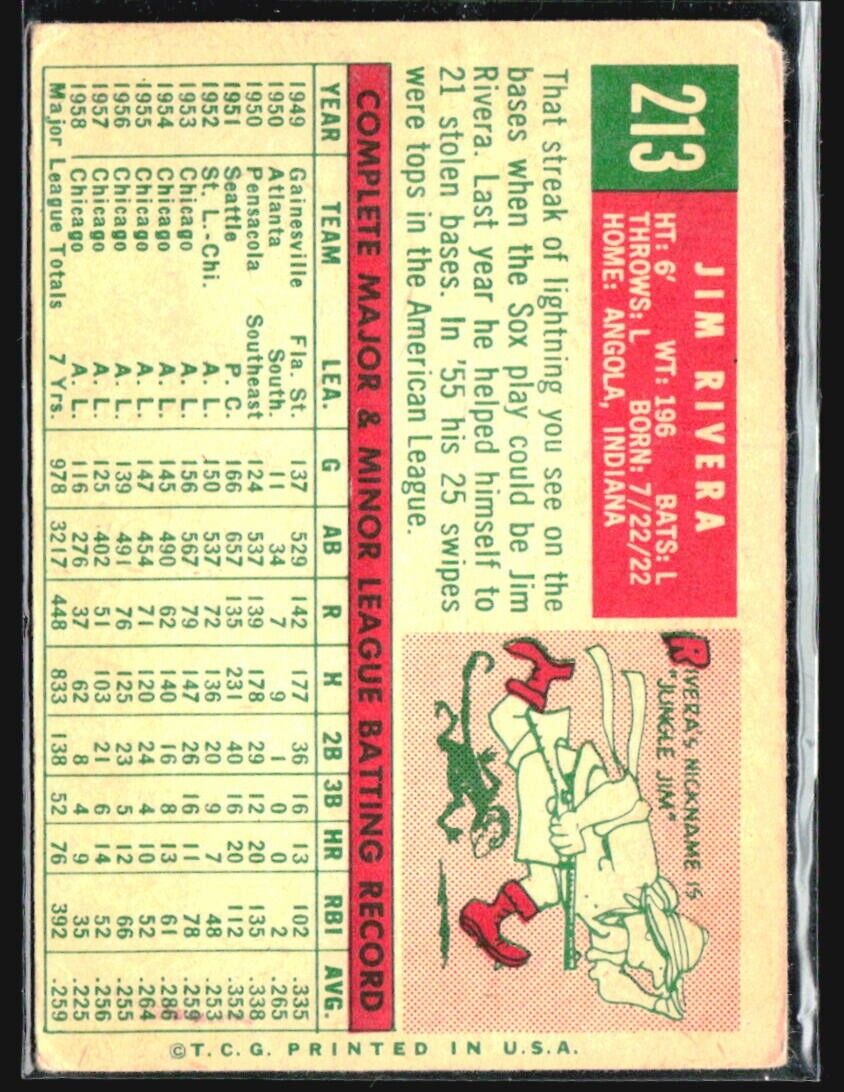 213
JIM RIVERA
HT: 6' WT: 196 BATS: L
THROWS: L BORN: 7/22/22
HOME: ANGOLA, INDIANA
That streak of lightning you see on the
bases when the Sox play could be Jim
Rivera. Last year he helped himself to
21 stolen bases. In '55 his 25 swipes
were tops in the American League.
RIVERA'S NICKNAME IS
"JUNGLE JIM"
COMPLETE MAJOR & MINOR LEAGUE BATTING RECORD
YEAR TEAM LEA. G AB R H 2B 3B HR RBI AVG.
1949 Gainesville Fla. St. 137 529 142 177 36 16 13 102 .335
1950 Atlanta South. 11 34 7 9 1 0 0 2 .265
1950 Pensacola Southeast 124 537 139 178 29 12 20 135 .338
1951 Seattle P. C. 166 657 135 231 40 16 20 112 .352
1952 St. L.-Chi. A. L. 150 537 72 136 20 9 7 48 .253
1953 Chicago A. L. 156 567 79 147 26 16 11 78 .259
1954 Chicago A. L. 145 490 62 140 16 8 13 61 .286
1955 Chicago A. L. 147 454 71 120 24 4 10 52 .264
1956 Chicago A. L. 139 491 76 125 23 5 12 66 .255
1957 Chicago A. L. 125 402 51 103 21 6 14 52 .256
1958 Chicago A. L. 116 276 37 62 8 4 9 35 .225
Major League Totals 7 Yrs. 978 3217 448 833 138 52 76 392 .259
©T.C.G. PRINTED IN U.S.A.